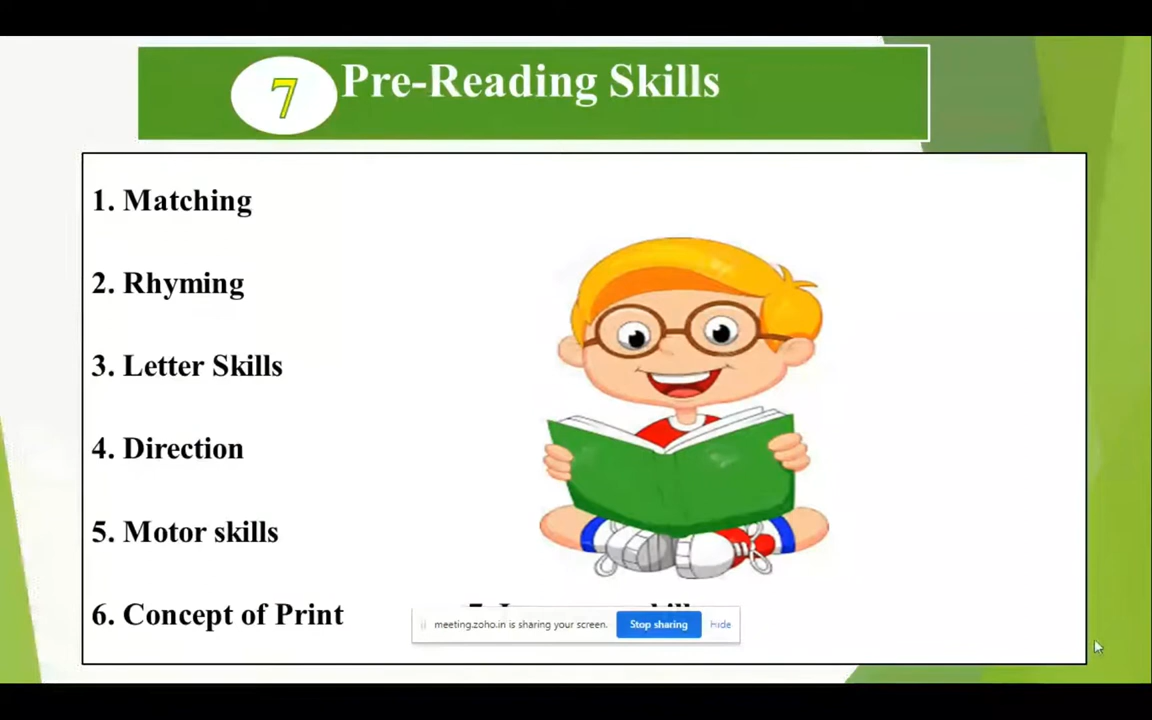 7 Pre-Reading Skills
1. Matching
2. Rhyming
3. Letter Skills
4. Direction
5. Motor skills
6. Concept of Print
meeting.zoho.in is sharing your screen. Stop sharing Hide